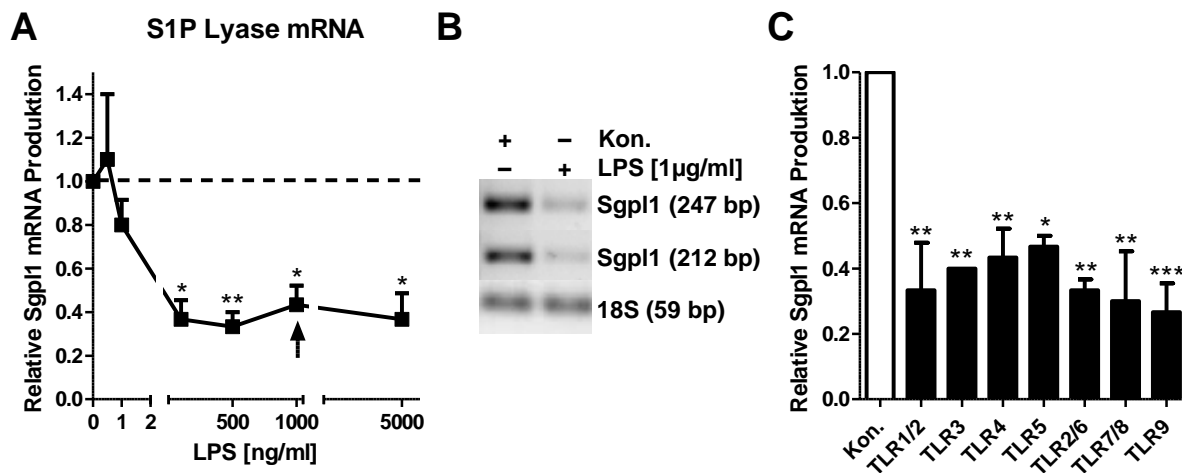 A
S1P Lyase mRNA
Relative Sgpl1 mRNA Produktion
1.4
1.2
1.0
0.8
0.6
0.4
0.2
0.0
* ** * *
0 1 2 500 1000 5000
LPS [ng/ml]
B
+ – Kon.
– + LPS [1µg/ml]
Sgpl1 (247 bp)
Sgpl1 (212 bp)
18S (59 bp)
C
Relative Sgpl1 mRNA Produktion
1.0
0.8
0.6
0.4
0.2
0.0
** ** ** * ** ** ***
Kon. TLR1/2 TLR3 TLR4 TLR5 TLR2/6 TLR7/8 TLR9